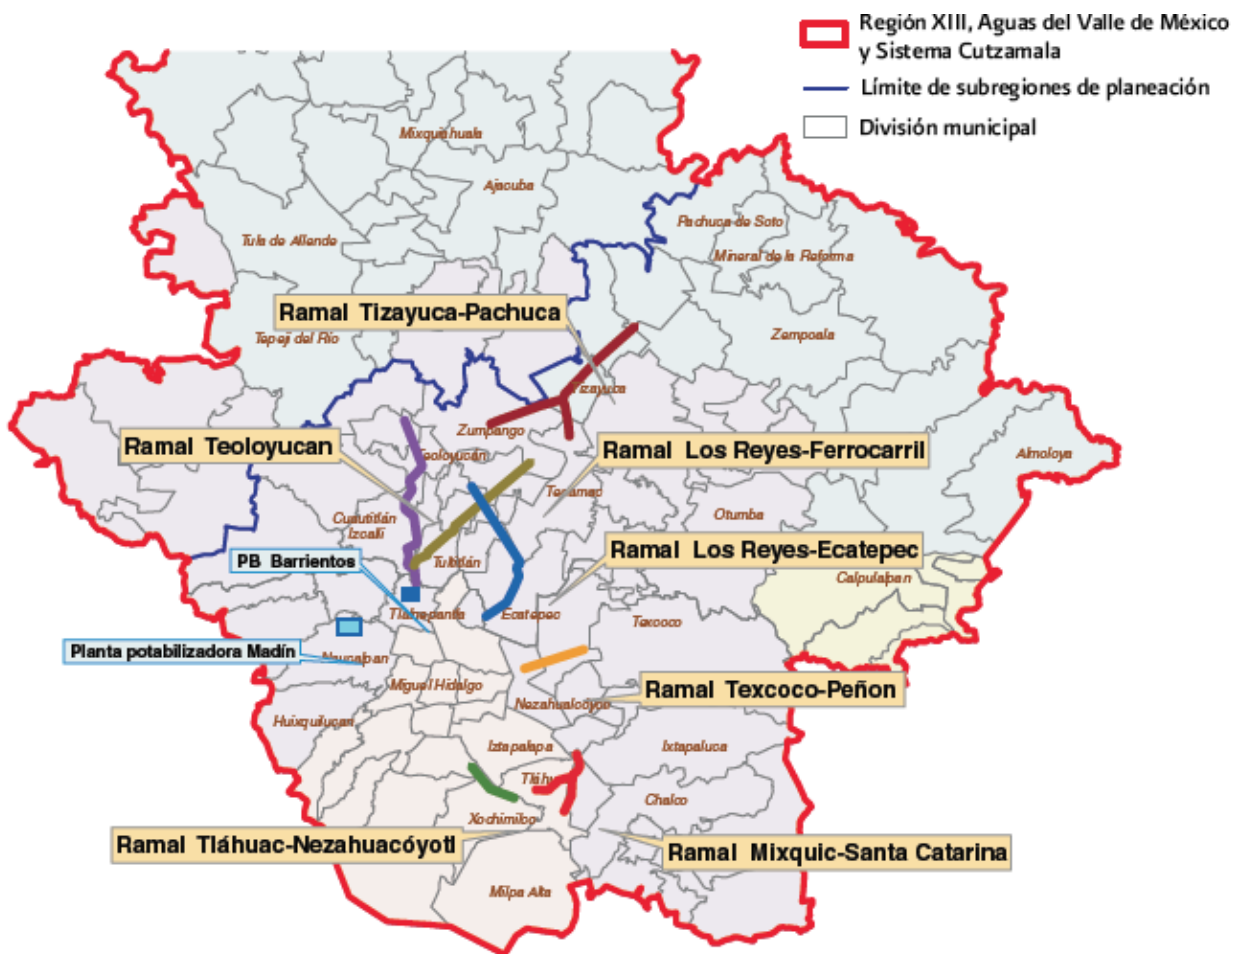 Región XIII, Aguas del Valle de México
y Sistema Cutzamala
Límite de subregiones de planeación
División municipal
Mixquiahuala
Ajacuba
Pachuca de Soto
Tula de Allende
Mineral de la Reforma
Ramal Tizayuca-Pachuca
Tepeji del Río
Zempoala
Tizayuca
Zumpango
Ramal Teoloyucan
Ramal Los Reyes-Ferrocarril
Teoloyucán
Almoloya
Tecámac
Cuautitlán
Izcalli
Otumba
Ramal Los Reyes-Ecatepec
PB Barrientos
Tultitlán
Calpulalpan
Tlalnepantla
Ecatepec
Texcoco
Planta potabilizadora Madín
Naucalpan
Miguel Hidalgo
Ramal Texcoco-Peñon
Nezahualcóyotl
Huixquilucan
Iztapalapa
Ixtapaluca
Tláhu
Chalco
Xochimilco
Ramal Tláhuac-Nezahuacóyotl
Ramal Mixquic-Santa Catarina
Milpa Alta